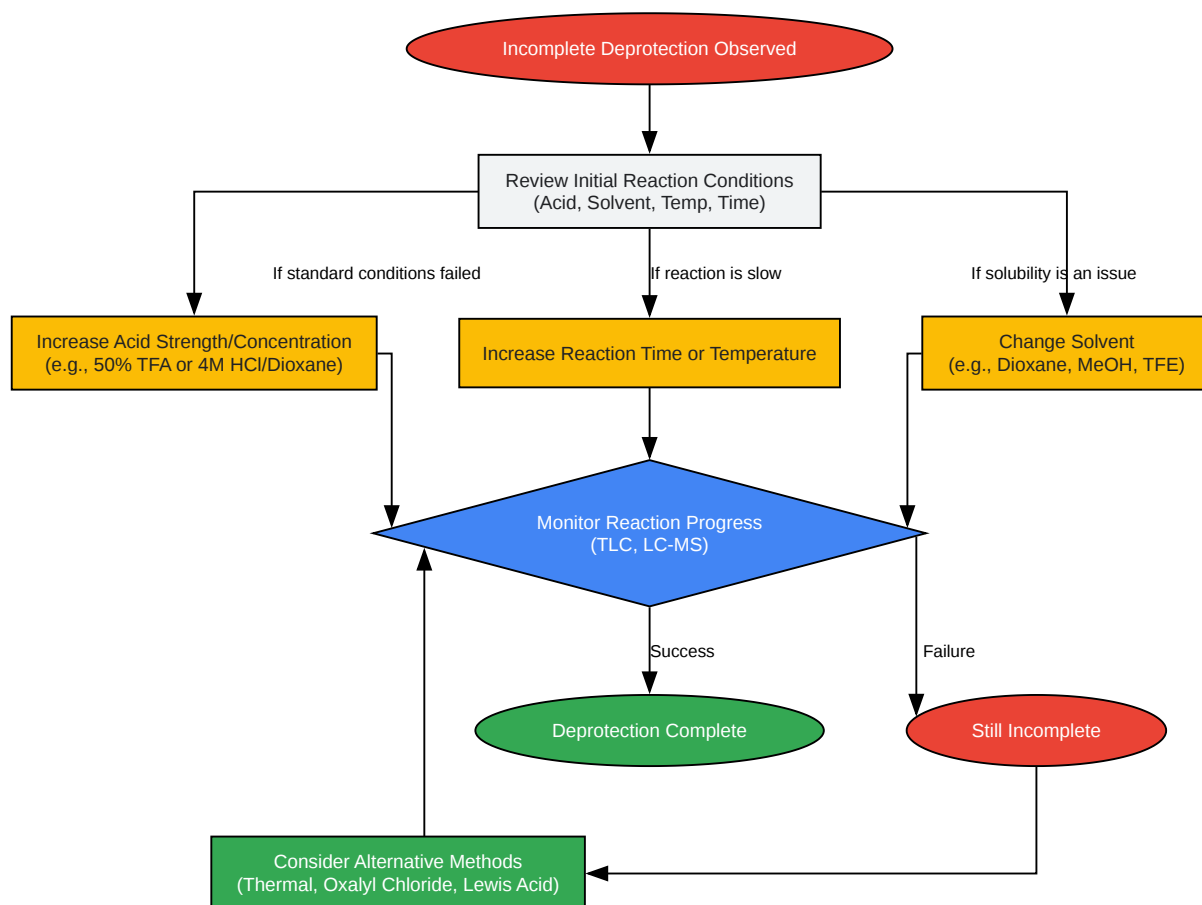 Incomplete Deprotection Observed
Review Initial Reaction Conditions
(Acid, Solvent, Temp, Time)
If standard conditions failed
If reaction is slow
If solubility is an issue
Increase Acid Strength/Concentration
(e.g., 50% TFA or 4M HCl/Dioxane)
Increase Reaction Time or Temperature
Change Solvent
(e.g., Dioxane, MeOH, TFE)
Monitor Reaction Progress
(TLC, LC-MS)
Success
Failure
Deprotection Complete
Still Incomplete
Consider Alternative Methods
(Thermal, Oxalyl Chloride, Lewis Acid)